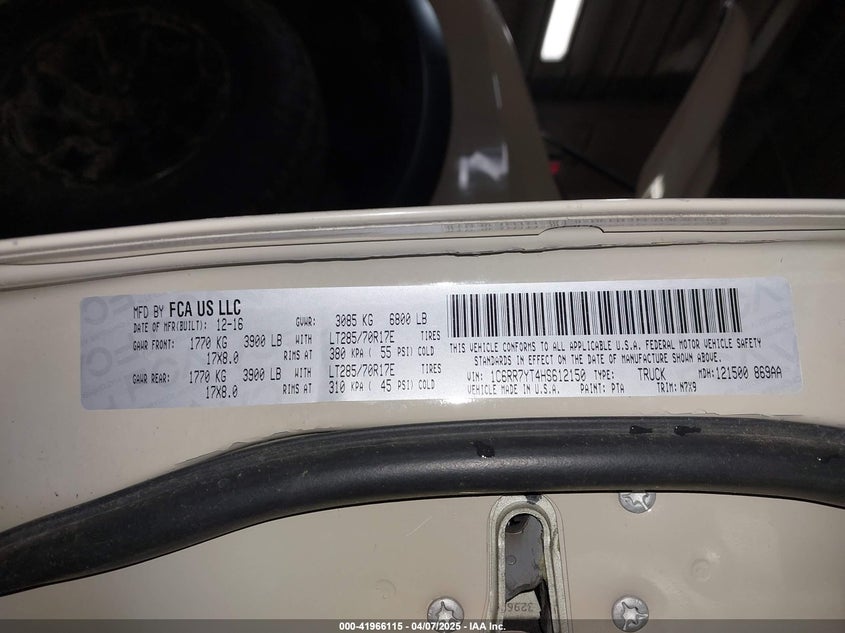 MFD BY FCA US LLC
DATE OF MFR(BUILT): 12-16 GVWR: 3085 KG 6800 LB
GAWR FRONT: 1770 KG 3900 LB WITH LT285/70R17E TIRES
17X8.0 RIMS AT 380 KPA ( 55 PSI) COLD
GAWR REAR: 1770 KG 3900 LB WITH LT285/70R17E TIRES
17X8.0 RIMS AT 310 KPA ( 45 PSI) COLD
THIS VEHICLE CONFORMS TO ALL APPLICABLE U.S.A. FEDERAL MOTOR VEHICLE SAFETY
STANDARDS IN EFFECT ON THE DATE OF MANUFACTURE SHOWN ABOVE.
VIN: 1C6RR7YT4HS612150 TYPE: TRUCK MDH: 121500 869AA
VEHICLE MADE IN U.S.A. PAINT: PTA TRIM: N7X9
000-41966115 - 04/07/2025 - IAA Inc.